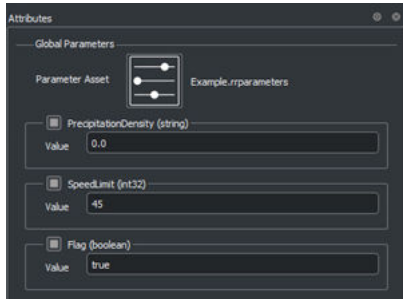 Attributes
Global Parameters
Parameter Asset
Example.rrparameters
PrecipitationDensity (string)
Value 0.0
SpeedLimit (int32)
Value 45
Flag (boolean)
Value true